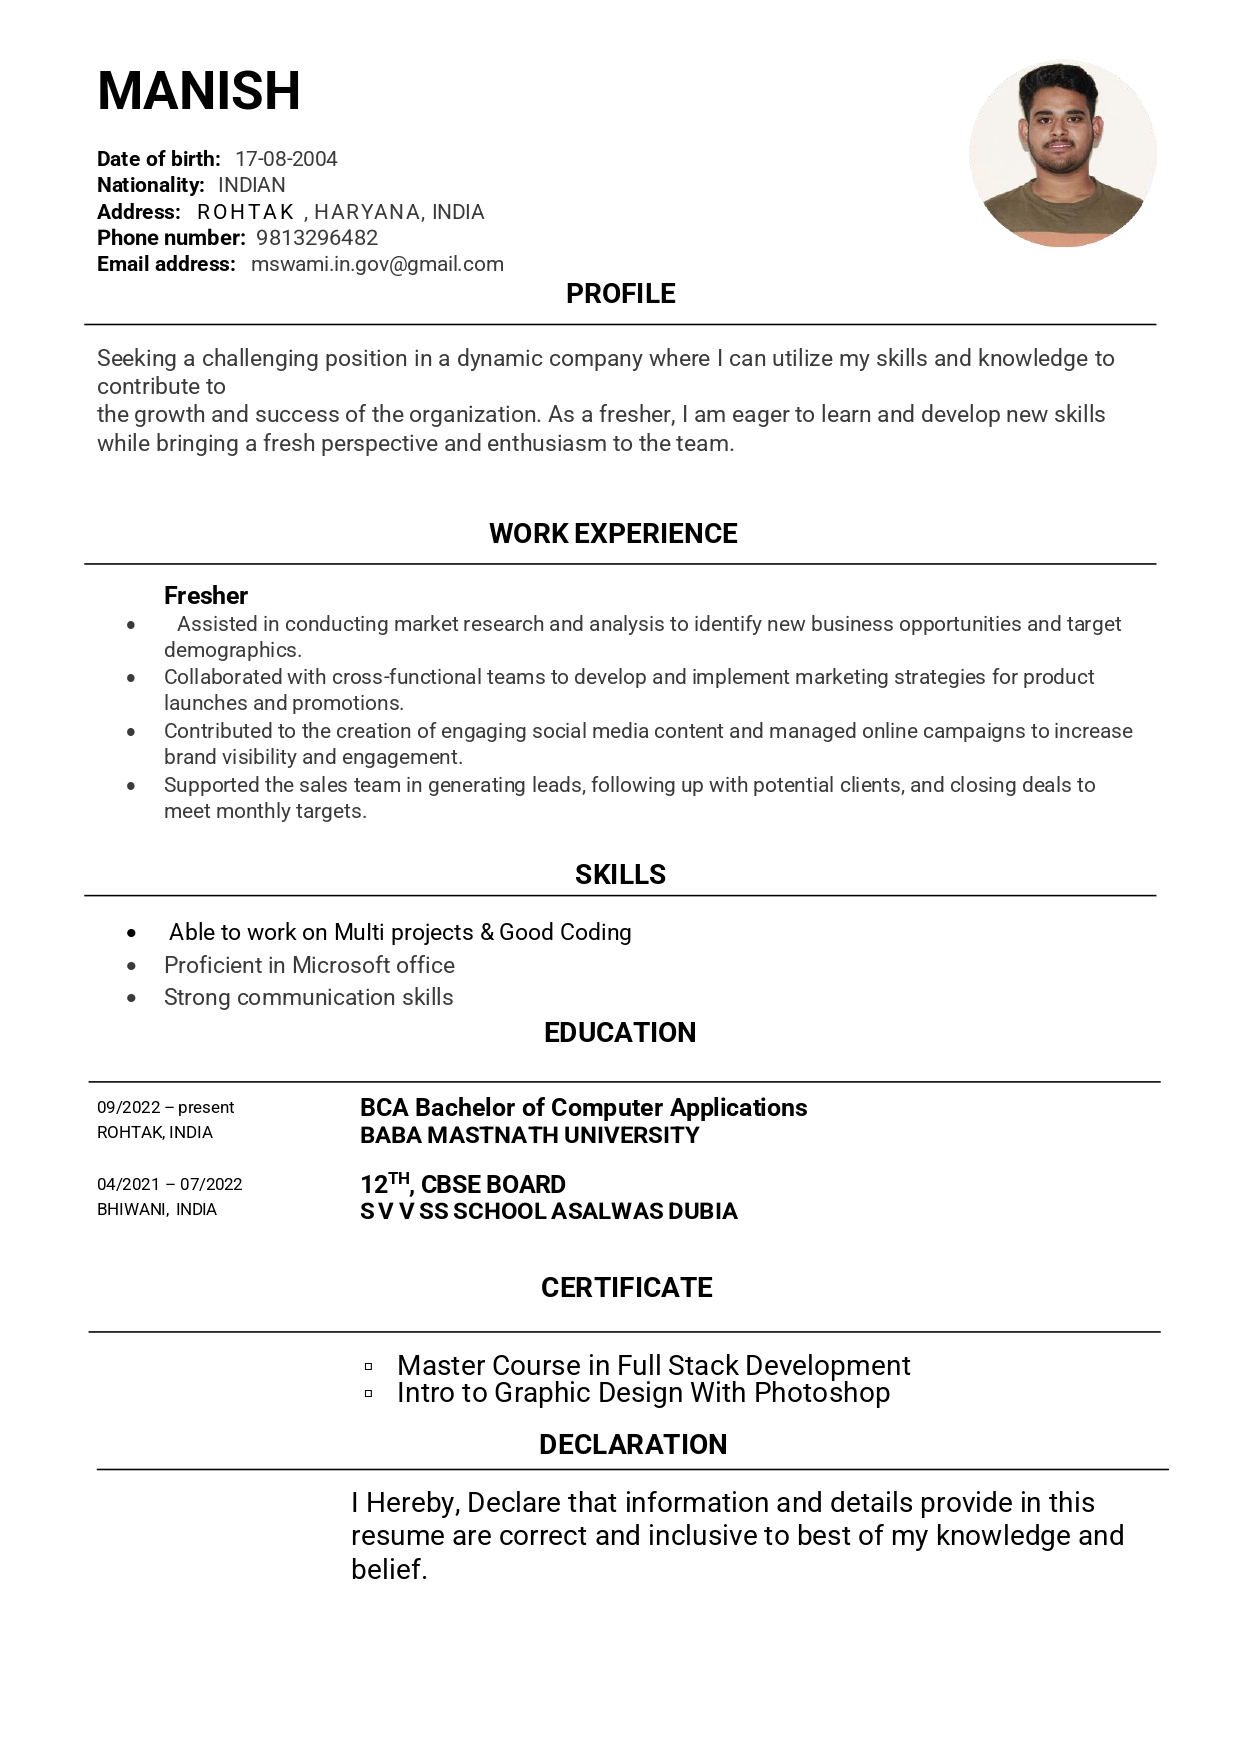 MANISH
Date of birth: 17-08-2004
Nationality: INDIAN
Address: ROHTAK , HARYANA, INDIA
Phone number: 9813296482
Email address: mswami.in.gov@gmail.com
PROFILE
Seeking a challenging position in a dynamic company where I can utilize my skills and knowledge to
contribute to
the growth and success of the organization. As a fresher, I am eager to learn and develop new skills
while bringing a fresh perspective and enthusiasm to the team.
WORK EXPERIENCE
Fresher
• Assisted in conducting market research and analysis to identify new business opportunities and target
demographics.
• Collaborated with cross-functional teams to develop and implement marketing strategies for product
launches and promotions.
• Contributed to the creation of engaging social media content and managed online campaigns to increase
brand visibility and engagement.
• Supported the sales team in generating leads, following up with potential clients, and closing deals to
meet monthly targets.
SKILLS
• Able to work on Multi projects & Good Coding
• Proficient in Microsoft office
• Strong communication skills
EDUCATION
09/2022 – present
ROHTAK, INDIA
BCA Bachelor of Computer Applications
BABA MASTNATH UNIVERSITY
04/2021 – 07/2022
BHIWANI, INDIA
12TH, CBSE BOARD
S V V SS SCHOOL ASALWAS DUBIA
CERTIFICATE
▫ Master Course in Full Stack Development
▫ Intro to Graphic Design With Photoshop
DECLARATION
I Hereby, Declare that information and details provide in this
resume are correct and inclusive to best of my knowledge and
belief.